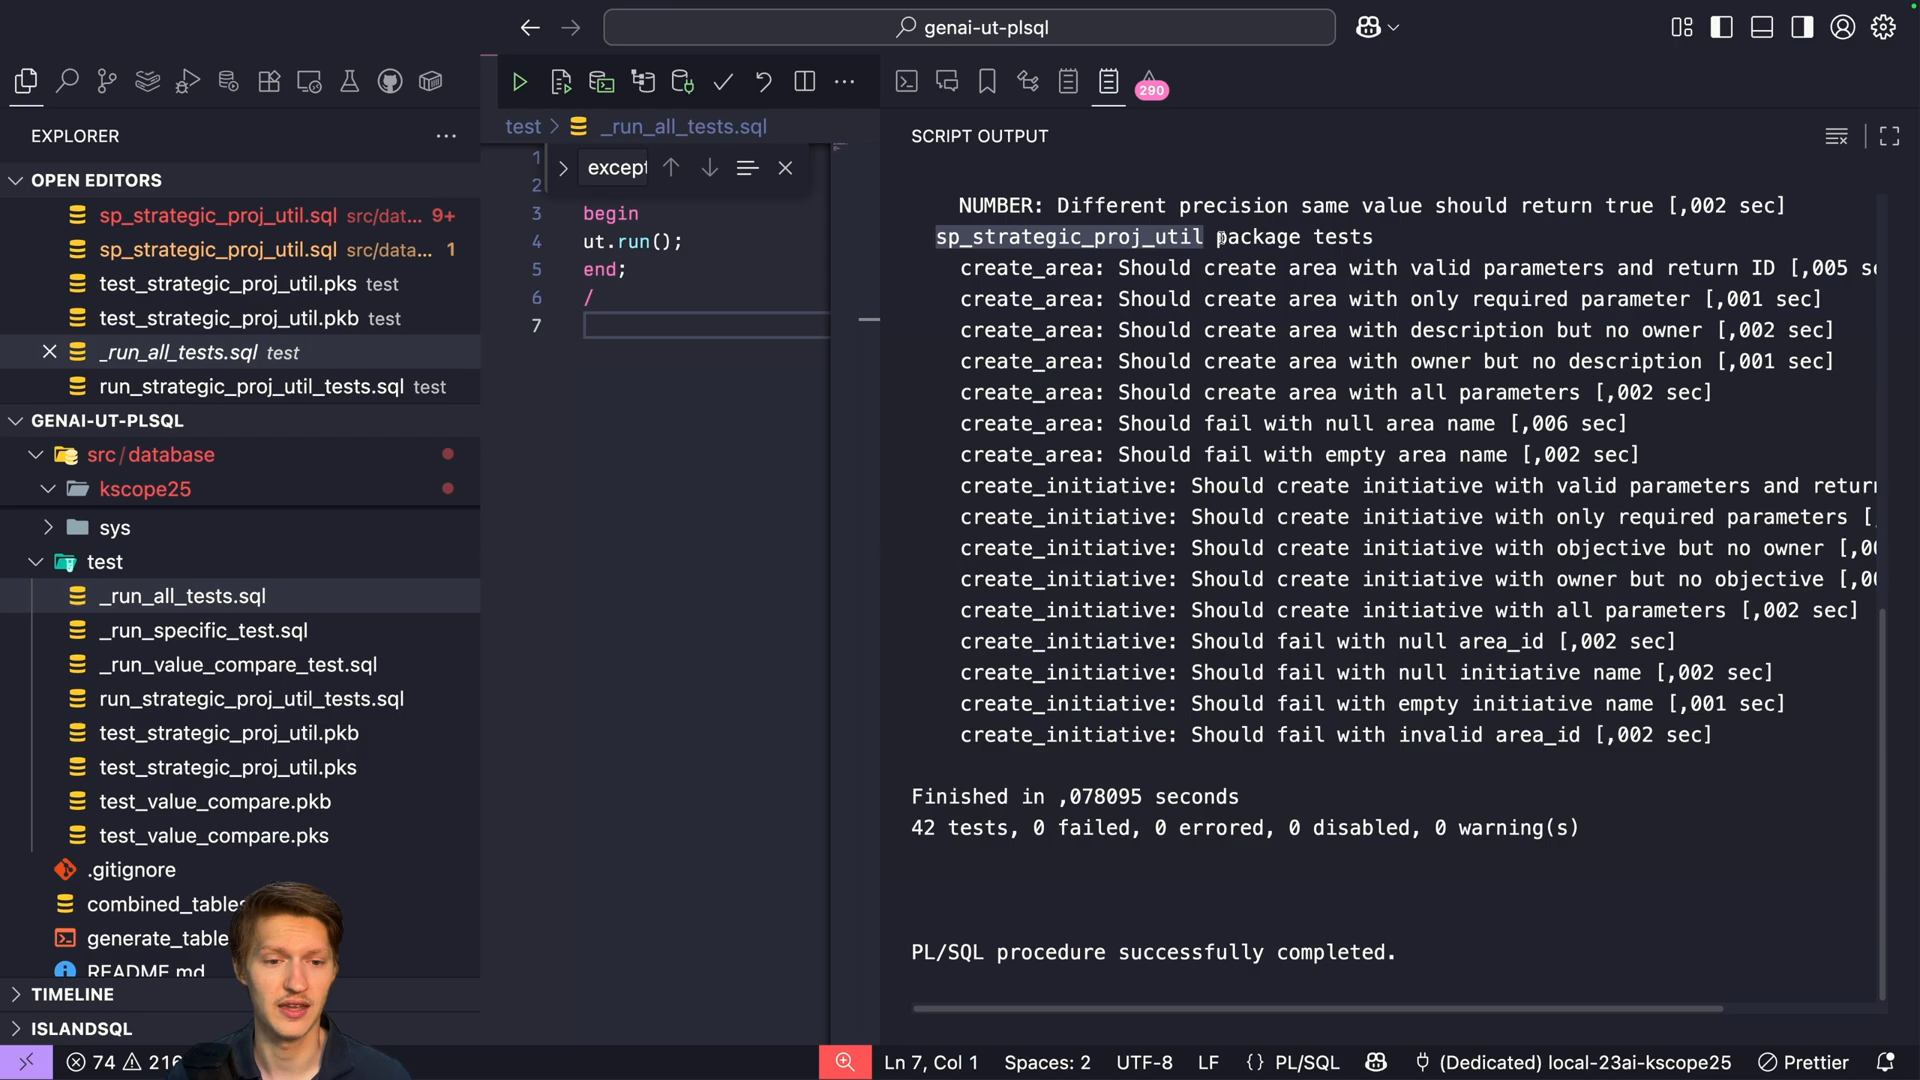 genai-ut-plsql
290
EXPLORER
OPEN EDITORS
sp_strategic_proj_util.sql src/dat... 9+
sp_strategic_proj_util.sql src/data... 1
test_strategic_proj_util.pks test
test_strategic_proj_util.pkb test
_run_all_tests.sql test
run_strategic_proj_util_tests.sql test
GENAI-UT-PLSQL
src/database
kscope25
sys
test
_run_all_tests.sql
_run_specific_test.sql
_run_value_compare_test.sql
run_strategic_proj_util_tests.sql
test_strategic_proj_util.pkb
test_strategic_proj_util.pks
test_value_compare.pkb
test_value_compare.pks
.gitignore
combined_tables
generate_table
README.md
TIMELINE
ISLANDSQL
test > _run_all_tests.sql
except
1
2
3 begin
4 ut.run();
5 end;
6 /
7
SCRIPT OUTPUT
NUMBER: Different precision same value should return true [,002 sec]
sp_strategic_proj_util package tests
create_area: Should create area with valid parameters and return ID [,005 se
create_area: Should create area with only required parameter [,001 sec]
create_area: Should create area with description but no owner [,002 sec]
create_area: Should create area with owner but no description [,001 sec]
create_area: Should create area with all parameters [,002 sec]
create_area: Should fail with null area name [,006 sec]
create_area: Should fail with empty area name [,002 sec]
create_initiative: Should create initiative with valid parameters and return
create_initiative: Should create initiative with only required parameters [,
create_initiative: Should create initiative with objective but no owner [,00
create_initiative: Should create initiative with owner but no objective [,00
create_initiative: Should create initiative with all parameters [,002 sec]
create_initiative: Should fail with null area_id [,002 sec]
create_initiative: Should fail with null initiative name [,002 sec]
create_initiative: Should fail with empty initiative name [,001 sec]
create_initiative: Should fail with invalid area_id [,002 sec]
Finished in ,078095 seconds
42 tests, 0 failed, 0 errored, 0 disabled, 0 warning(s)
PL/SQL procedure successfully completed.
74 216
Ln 7, Col 1 Spaces: 2 UTF-8 LF {} PL/SQL (Dedicated) local-23ai-kscope25 Prettier